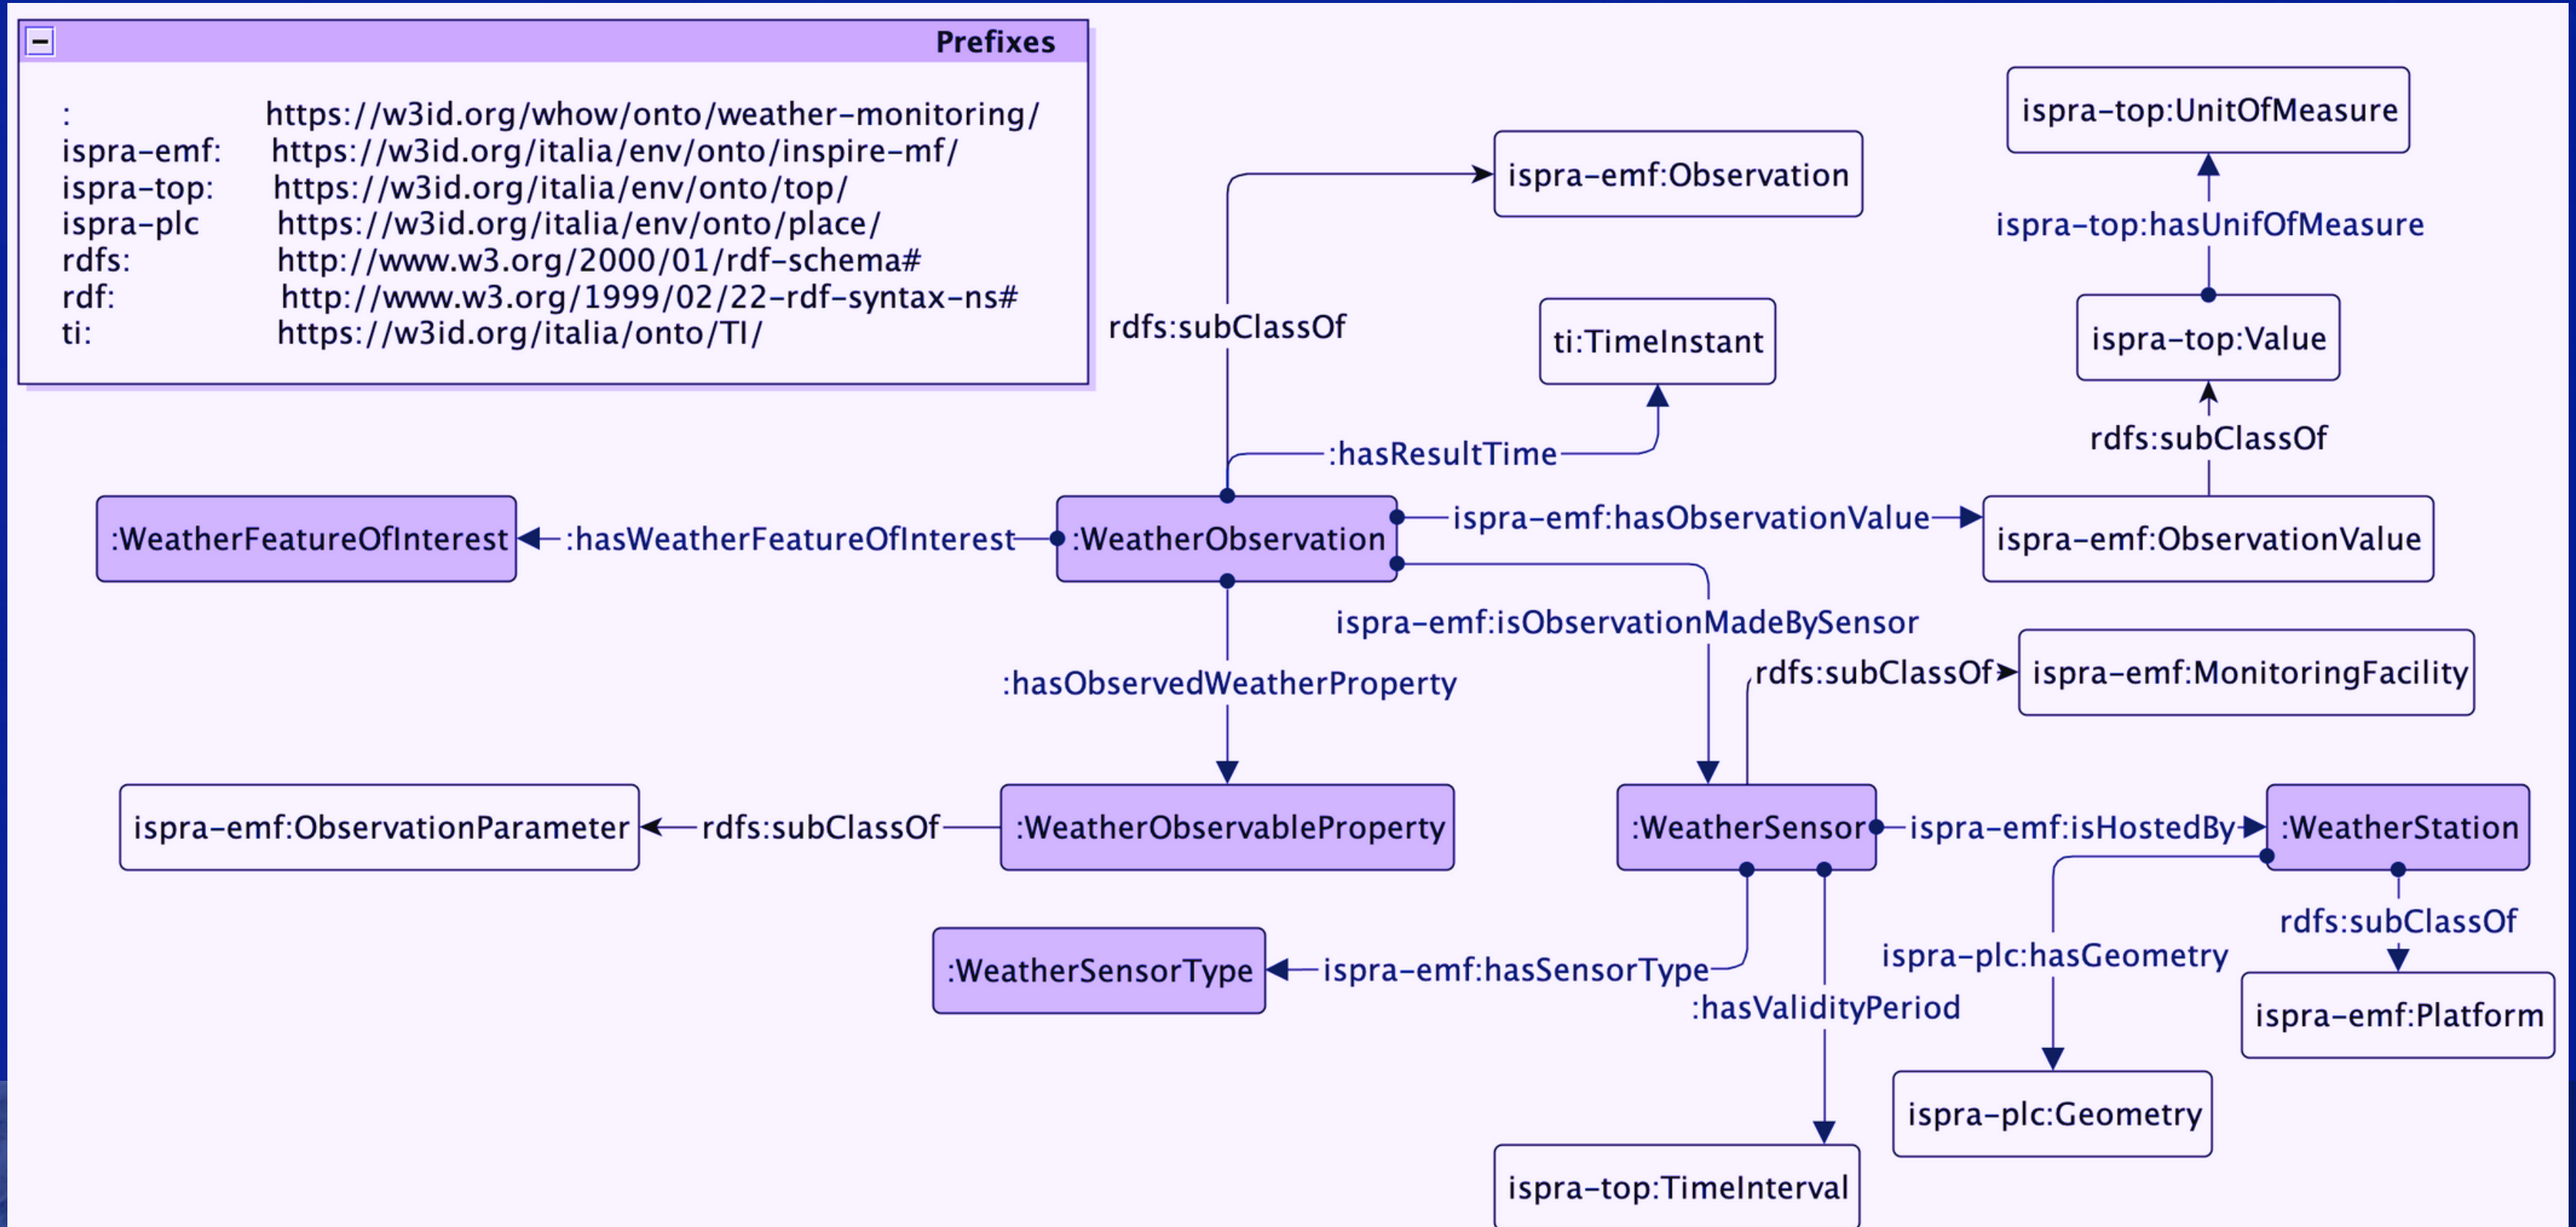 Prefixes
: https://w3id.org/whow/onto/weather-monitoring/
ispra-emf: https://w3id.org/italia/env/onto/inspire-mf/
ispra-top: https://w3id.org/italia/env/onto/top/
ispra-plc https://w3id.org/italia/env/onto/place/
rdfs: http://www.w3.org/2000/01/rdf-schema#
rdf: http://www.w3.org/1999/02/22-rdf-syntax-ns#
ti: https://w3id.org/italia/onto/TI/
ispra-top:UnitOfMeasure
ispra-emf:Observation
ispra-top:hasUnifOfMeasure
rdfs:subClassOf
ti:TimeInstant
ispra-top:Value
rdfs:subClassOf
:hasResultTime
:WeatherFeatureOfInterest
:hasWeatherFeatureOfInterest
:WeatherObservation
ispra-emf:hasObservationValue
ispra-emf:ObservationValue
ispra-emf:isObservationMadeBySensor
:hasObservedWeatherProperty
rdfs:subClassOf
ispra-emf:MonitoringFacility
ispra-emf:ObservationParameter
rdfs:subClassOf
:WeatherObservableProperty
:WeatherSensor
ispra-emf:isHostedBy
:WeatherStation
rdfs:subClassOf
ispra-plc:hasGeometry
:WeatherSensorType
ispra-emf:hasSensorType
:hasValidityPeriod
ispra-emf:Platform
ispra-plc:Geometry
ispra-top:TimeInterval